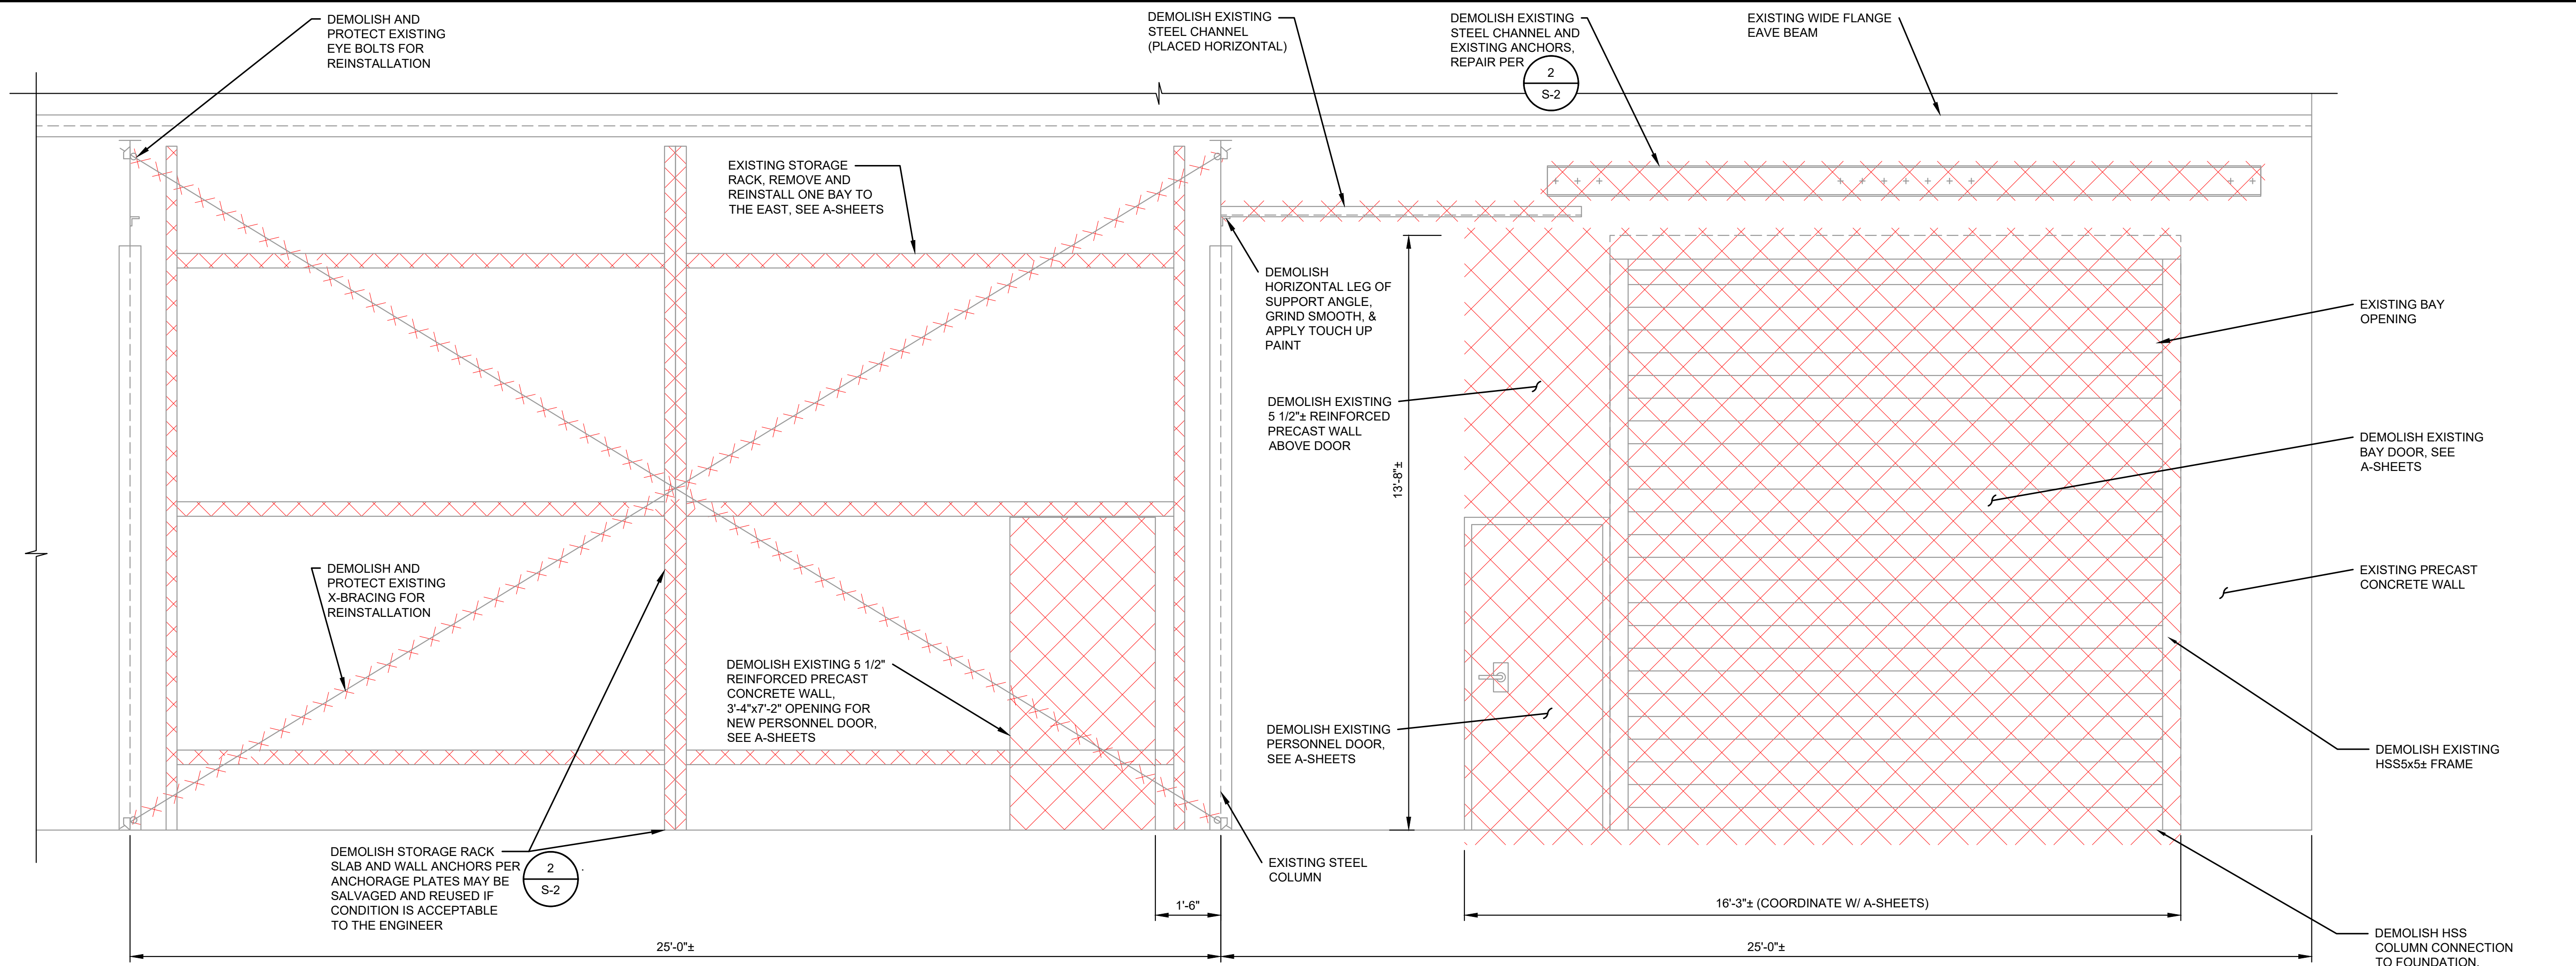 DEMOLISH AND
PROTECT EXISTING
EYE BOLTS FOR
REINSTALLATION
DEMOLISH EXISTING
STEEL CHANNEL
(PLACED HORIZONTAL)
DEMOLISH EXISTING
STEEL CHANNEL AND
EXISTING ANCHORS,
REPAIR PER
2
S-2
EXISTING WIDE FLANGE
EAVE BEAM
EXISTING STORAGE
RACK, REMOVE AND
REINSTALL ONE BAY TO
THE EAST, SEE A-SHEETS
DEMOLISH
HORIZONTAL LEG OF
SUPPORT ANGLE,
GRIND SMOOTH, &
APPLY TOUCH UP
PAINT
EXISTING BAY
OPENING
DEMOLISH EXISTING
5 1/2"± REINFORCED
PRECAST WALL
ABOVE DOOR
13'-8"±
DEMOLISH EXISTING
BAY DOOR, SEE
A-SHEETS
DEMOLISH AND
PROTECT EXISTING
X-BRACING FOR
REINSTALLATION
EXISTING PRECAST
CONCRETE WALL
DEMOLISH EXISTING 5 1/2"
REINFORCED PRECAST
CONCRETE WALL,
3'-4"x7'-2" OPENING FOR
NEW PERSONNEL DOOR,
SEE A-SHEETS
DEMOLISH EXISTING
PERSONNEL DOOR,
SEE A-SHEETS
DEMOLISH EXISTING
HSS5x5± FRAME
DEMOLISH STORAGE RACK
SLAB AND WALL ANCHORS PER
ANCHORAGE PLATES MAY BE
SALVAGED AND REUSED IF
CONDITION IS ACCEPTABLE
TO THE ENGINEER
2
S-2
.
EXISTING STEEL
COLUMN
1'-6"
16'-3"± (COORDINATE W/ A-SHEETS)
25'-0"±
25'-0"±
DEMOLISH HSS
COLUMN CONNECTION
TO FOUNDATION,